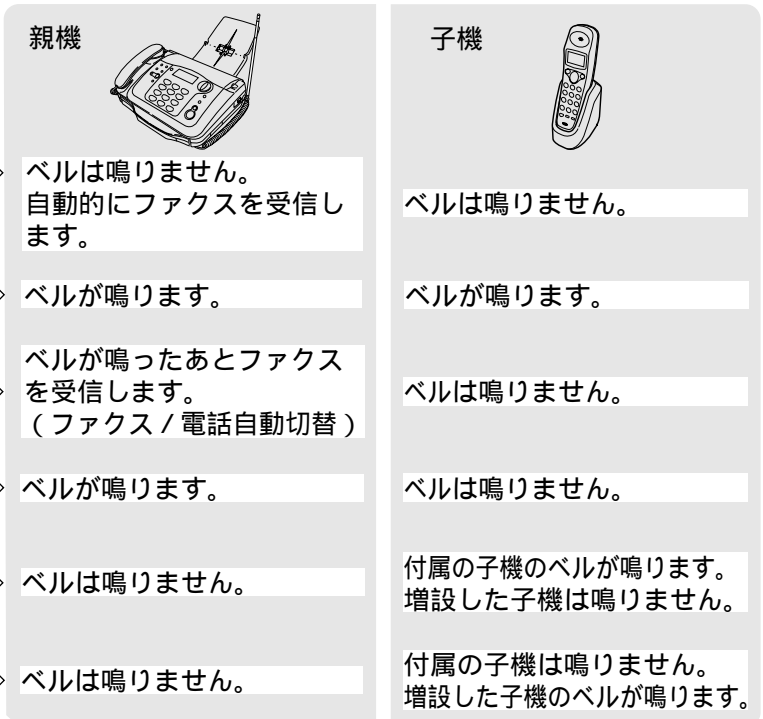 親機
子機
ベルは鳴りません。
自動的にファクスを受信し
ます。
ベルは鳴りません。
ベルが鳴ります。
ベルが鳴ります。
ベルが鳴ったあとファクス
を受信します。
（ファクス / 電話自動切替）
ベルは鳴りません。
ベルが鳴ります。
ベルは鳴りません。
ベルは鳴りません。
付属の子機のベルが鳴ります。
増設した子機は鳴りません。
ベルは鳴りません。
付属の子機は鳴りません。
増設した子機のベルが鳴ります。